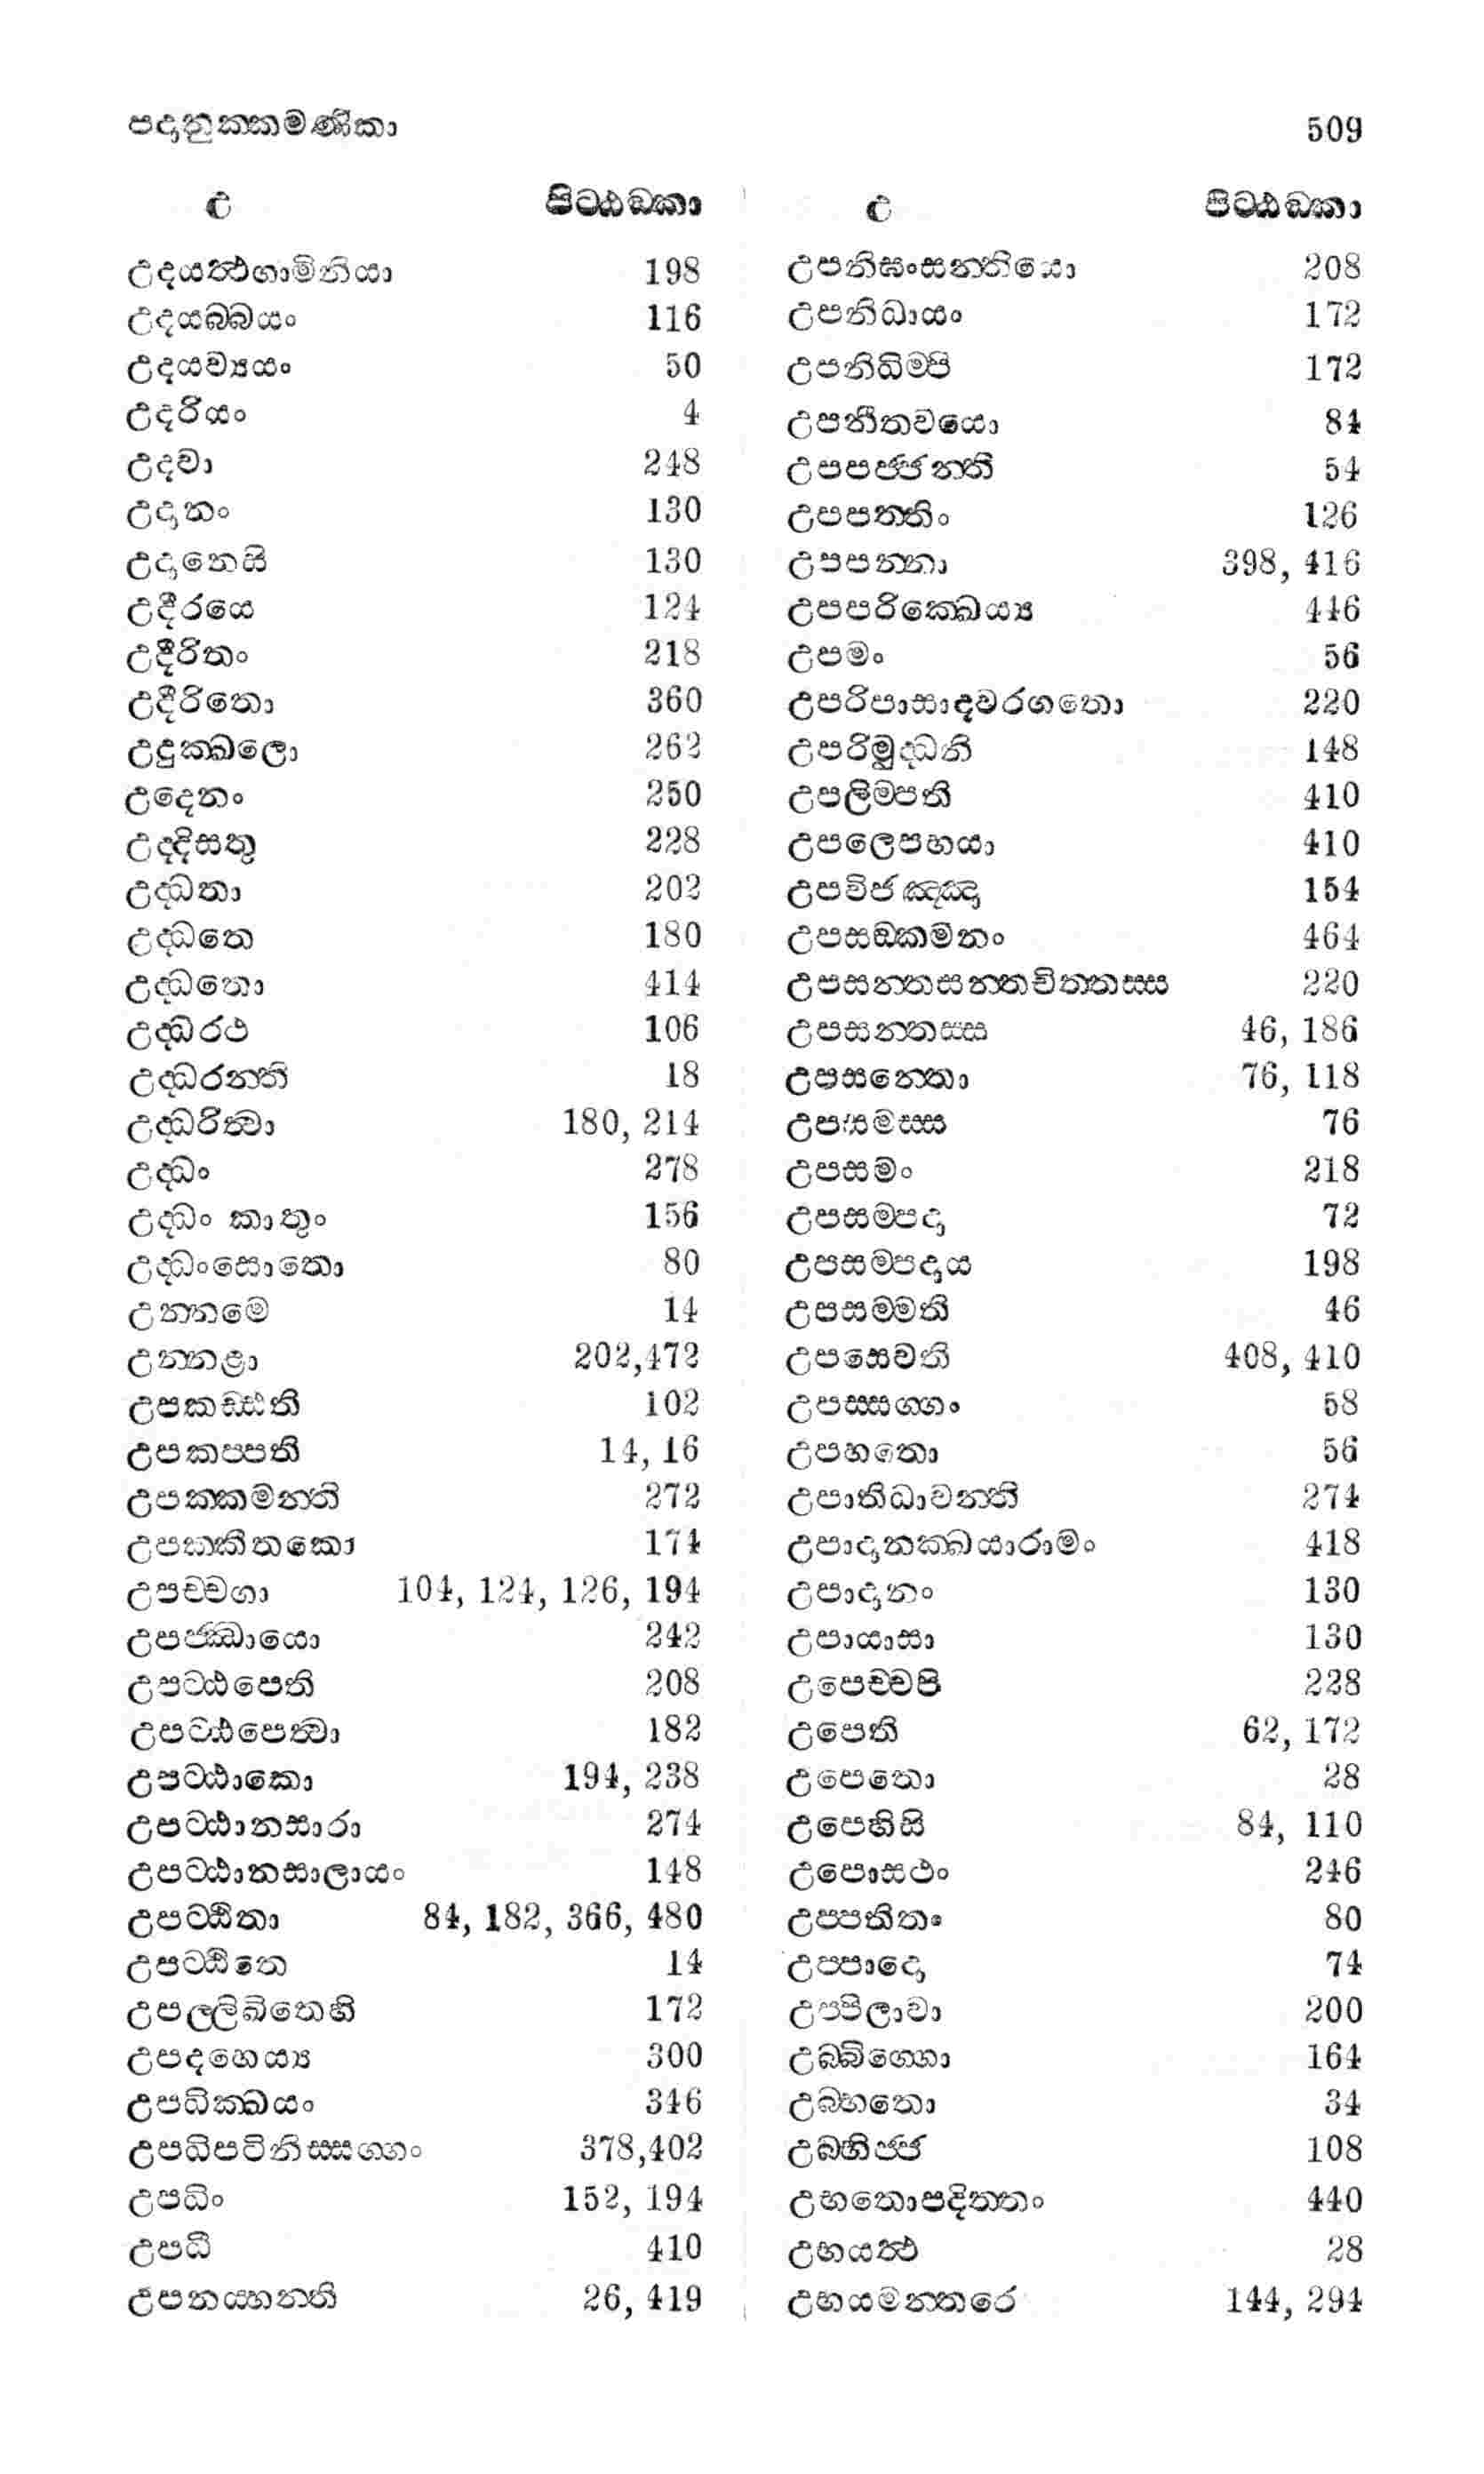 පදානුක්කමණිකා 509
උ පිට්ඨඞ්කා
උදයත්ථගාමිනියා 198
උදයබ්බයං 116
උදයව්‍යයං 50
උදරියං 4
උදවා 248
උදානං 130
උදානෙසි 130
උදීරයෙ 124
උදීරිතං 218
උදීරිතො 360
උදුක්ඛලො 262
උදෙනං 250
උද්දිසතු 228
උද්ධතා 202
උද්ධතෙ 180
උද්ධතො 414
උද්ධරථ 106
උද්ධරන්ති 18
උද්ධරිත්වා 180, 214
උද්ධං 278
උද්ධං කාතුං 156
උද්ධංසොතො 80
උන්නමෙ 14
උන්නළා 202,472
උපකඩ්ඪති 102
උපකප්පති 14, 16
උපක්කමන්ති 272
උපක්කීතකො 174
උපච්චගා 104, 124, 126, 194
උපජ්ඣායො 242
උපට්ඨපෙති 208
උපට්ඨපෙත්වා 182
උපට්ඨාකො 194, 238
උපට්ඨානසාරා 274
උපට්ඨානසාලායං 148
උපට්ඨිතා 84, 182, 366, 480
උපට්ඨිතෙ 14
උපල්ලිඛිතෙහි 172
උපදහෙය්‍ය 300
උපධික්ඛයං 346
උපධිපටිනිස්සග්ගං 378,402
උපධිං 152, 194
උපධී 410
උපනය්හන්ති 26, 419
උ පිට්ඨඞ්කා
උපනිඝංසන්තියො 208
උපනිධායං 172
උපනිධිම්පි 172
උපනීතවයො 84
උපපජ්ජන්ති 54
උපපත්තිං 126
උපපන්නා 398, 416
උපපරික්ඛෙය්‍ය 446
උපමං 56
උපරිපාසාදවරගතො 220
උපරිමුද්ධනි 148
උපලිම්පති 410
උපලෙපභයා 410
උපවිජඤ්ඤා 154
උපසඞ්කමනං 464
උපසන්තසන්තචිත්තස්ස 220
උපසන්තස්ස 46, 186
උපසන්තො 76, 118
උපසමස්ස 76
උපසමං 218
උපසම්පදා 72
උපසම්පදාය 198
උපසම්මති 46
උපසෙවති 408, 410
උපස්සග්ගං 58
උපහතො 56
උපාතිධාවන්ති 274
උපාදානක්ඛයාරාමං 418
උපාදානං 130
උපායාසා 130
උපෙච්චපි 228
උපෙති 62, 172
උපෙතො 28
උපෙහිසි 84, 110
උපොසථං 246
උප්පතිතං 80
උප්පාදො 74
උප්පිලාවා 200
උබ්බිග්ගො 164
උබ්භතො 34
උබ්භිජ්ජ 108
උභතොපදිත්තං 440
උභයත්ථ 28
උභයමන්තරෙ 144, 294